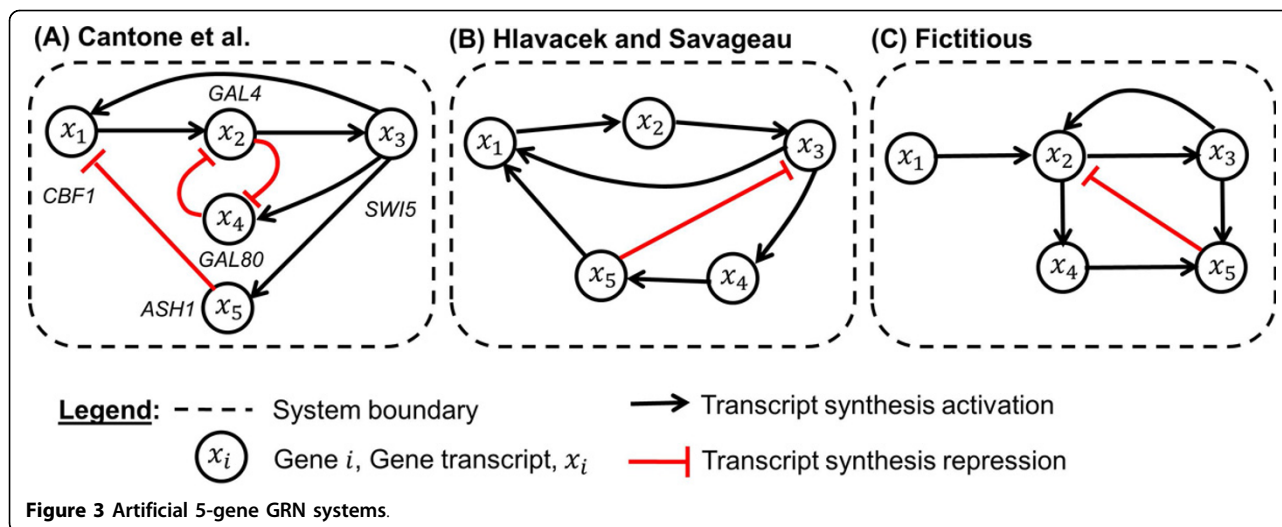 (A) Cantone et al.
(B) Hlavacek and Savageau
(C) Fictitious
GAL4
x₁
x₂
x₃
CBF1
x₄
SWI5
GAL80
ASH1
x₅
x₁
x₂
x₃
x₅
x₄
x₁
x₂
x₃
x₄
x₅
Legend: System boundary
Transcript synthesis activation
xᵢ Gene i, Gene transcript, xᵢ
Transcript synthesis repression
Figure 3 Artificial 5-gene GRN systems.